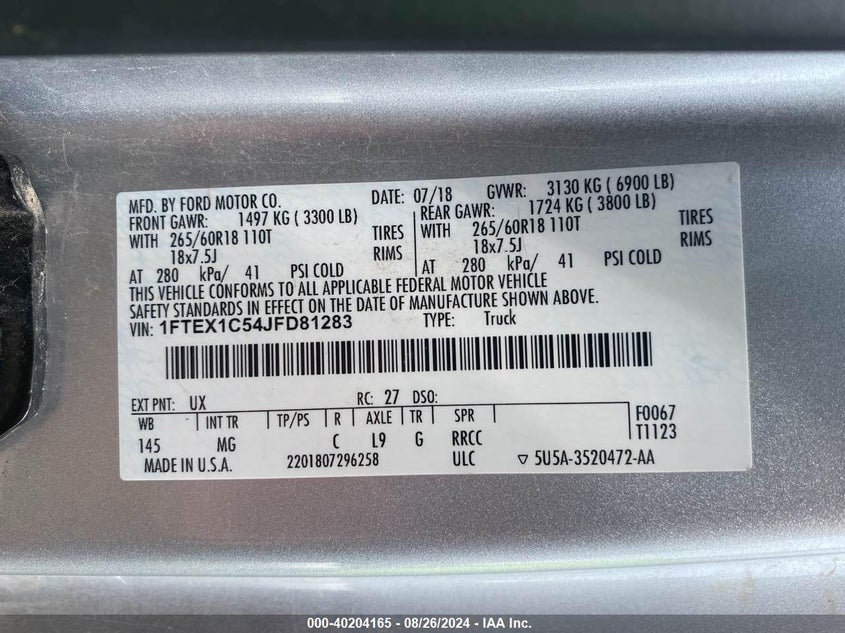 MFD. BY FORD MOTOR CO. DATE: 07/18 GVWR: 3130 KG ( 6900 LB)
FRONT GAWR: 1497 KG ( 3300 LB) REAR GAWR: 1724 KG ( 3800 LB)
WITH 265/60R18 110T TIRES WITH 265/60R18 110T TIRES
18x7.5J RIMS 18x7.5J RIMS
AT 280 kPa/ 41 PSI COLD AT 280 kPa/ 41 PSI COLD
THIS VEHICLE CONFORMS TO ALL APPLICABLE FEDERAL MOTOR VEHICLE
SAFETY STANDARDS IN EFFECT ON THE DATE OF MANUFACTURE SHOWN ABOVE.
VIN: 1FTEX1C54JFD81283 TYPE: Truck
EXT PNT: UX RC: 27 DSO:
WB INT TR TP/PS R AXLE TR SPR F0067
145 MG C L9 G RRCC T1123
MADE IN U.S.A. 2201807296258 ULC ▽ 5U5A-3520472-AA
000-40204165 - 08/26/2024 - IAA Inc.